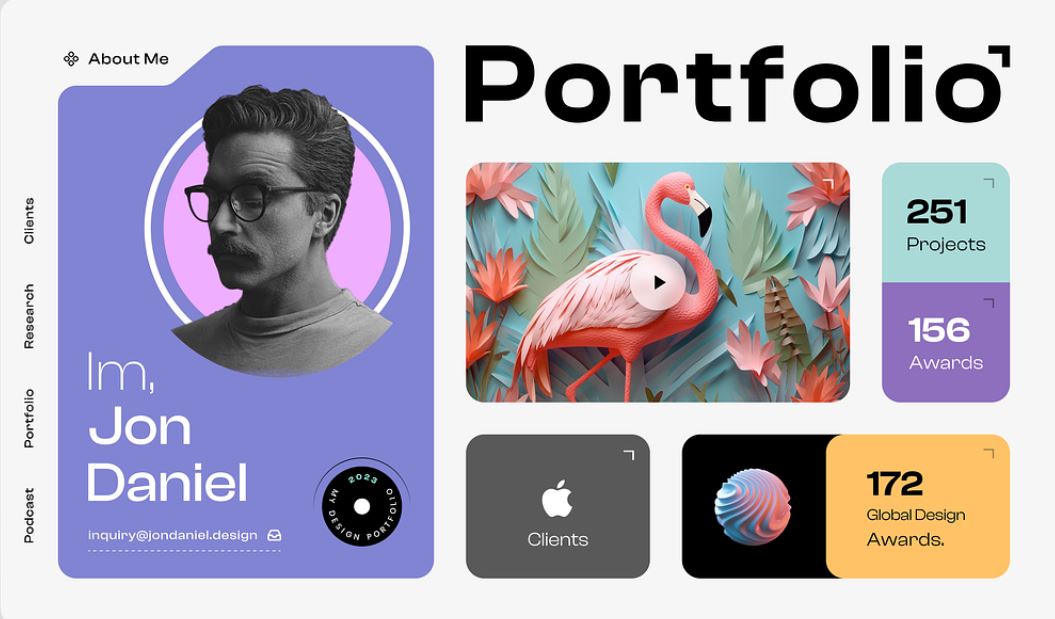 About Me
Portfolio
Clients
Research
Portfolio
Podcast
Im,
Jon
Daniel
inquiry@jondaniel.design
2023
MY DESIGN PORTFOLIO
251
Projects
156
Awards
Clients
172
Global Design
Awards.